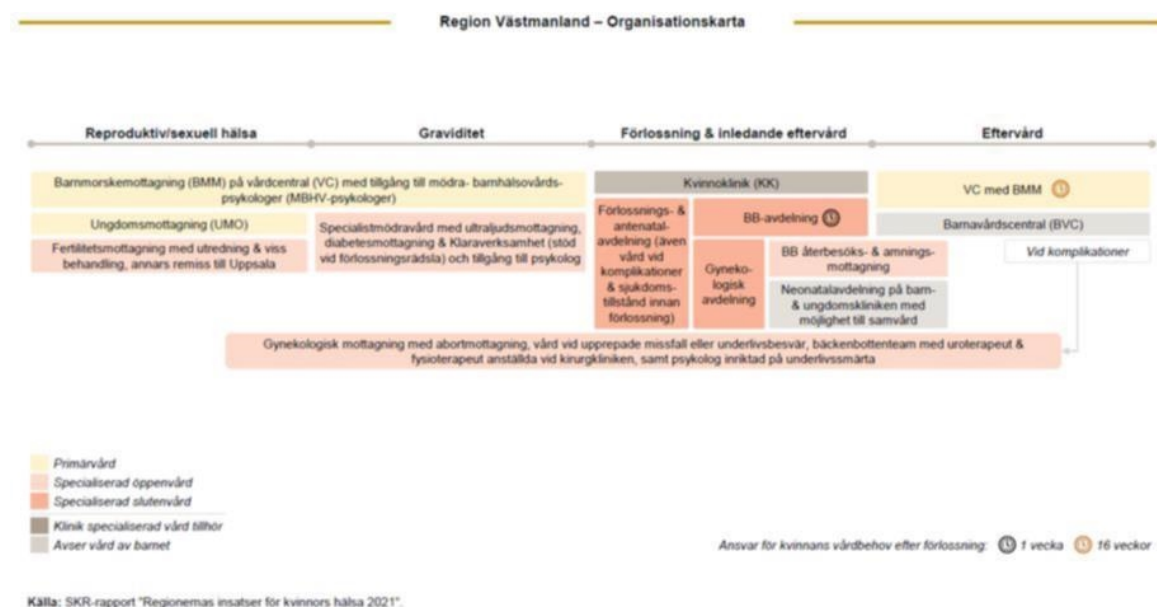 Region Västmanland – Organisationskarta
Reproduktiv/sexuell hälsa
Graviditet
Förlossning & inledande eftervård
Eftervård
Barnmorskemottagning (BMM) på vårdcentral (VC) med tillgång till mödra- barnhälsovårds-
psykologer (MBHV-psykologer)
Ungdomsmottagning (UMO)
Fertilitetsmottagning med utredning & viss
behandling, annars remiss till Uppsala
Specialistmödravård med ultraljudsmottagning,
diabetesmottagning & Klaraverksamhet (stöd
vid förlossningsrädsla) och tillgång till psykolog
Kvinnoklinik (KK)
Förlossnings- &
antenatal-
avdelning (även
vård vid
komplikationer
& sjukdoms-
tillstånd innan
förlossning)
BB-avdelning
Gyneko-
logisk
avdelning
BB återbesöks- & amnings-
mottagning
Neonatalavdelning på barn-
& ungdomskliniken med
möjlighet till samvård
VC med BMM
Barnavårdscentral (BVC)
Vid komplikationer
Gynekologisk mottagning med abortmottagning, vård vid upprepade missfall eller underlivsbesvär, bäckenbottenteam med uroterapeut &
fysioterapeut anställda vid kirurgkliniken, samt psykolog inriktad på underlivssmärta
Primärvård
Specialiserad öppenvård
Specialiserad slutenvård
Klinik specialiserad vård tillhör
Avser vård av barnet
Ansvar för kvinnans vårdbehov efter förlossning: 1 vecka 16 veckor
Källa: SKR-rapport "Regionernas insatser för kvinnors hälsa 2021".